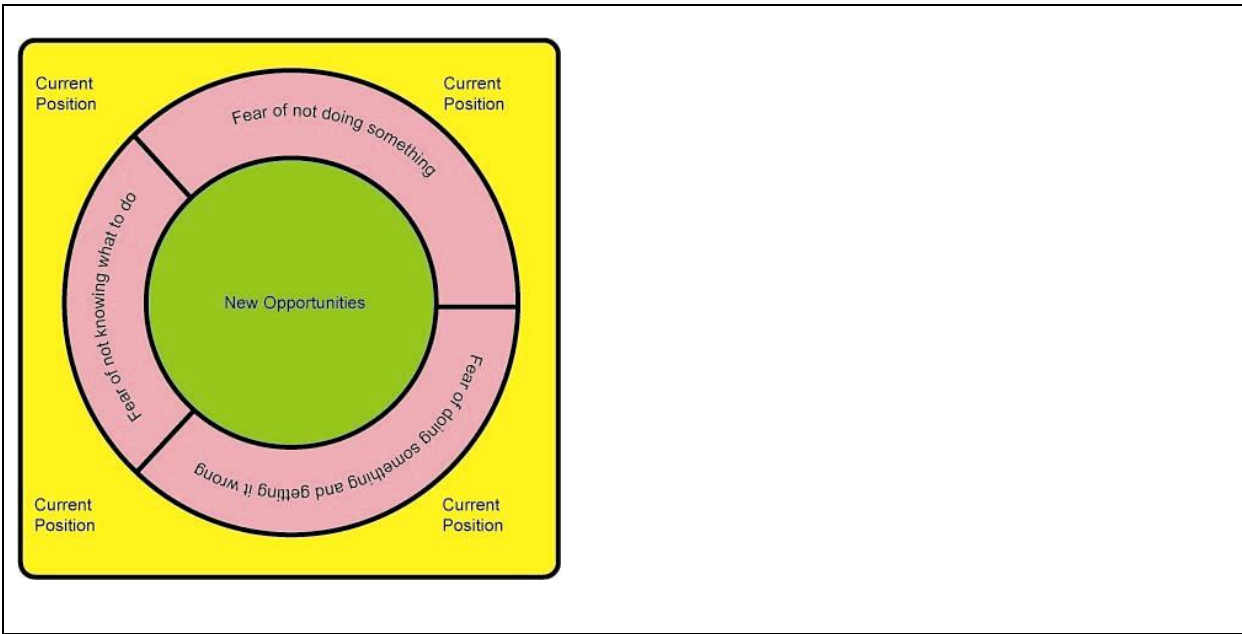 Current
Position
Current
Position
Fear of not doing something
Fear of not knowing what to do
New Opportunities
Fear of doing something and getting it wrong
Current
Position
Current
Position